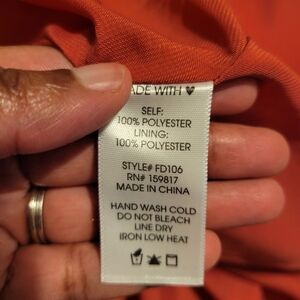 MADE WITH ♥
SELF:
100% POLYESTER
LINING:
100% POLYESTER
STYLE# FD106
RN# 159817
MADE IN CHINA
HAND WASH COLD
DO NOT BLEACH
LINE DRY
IRON LOW HEAT